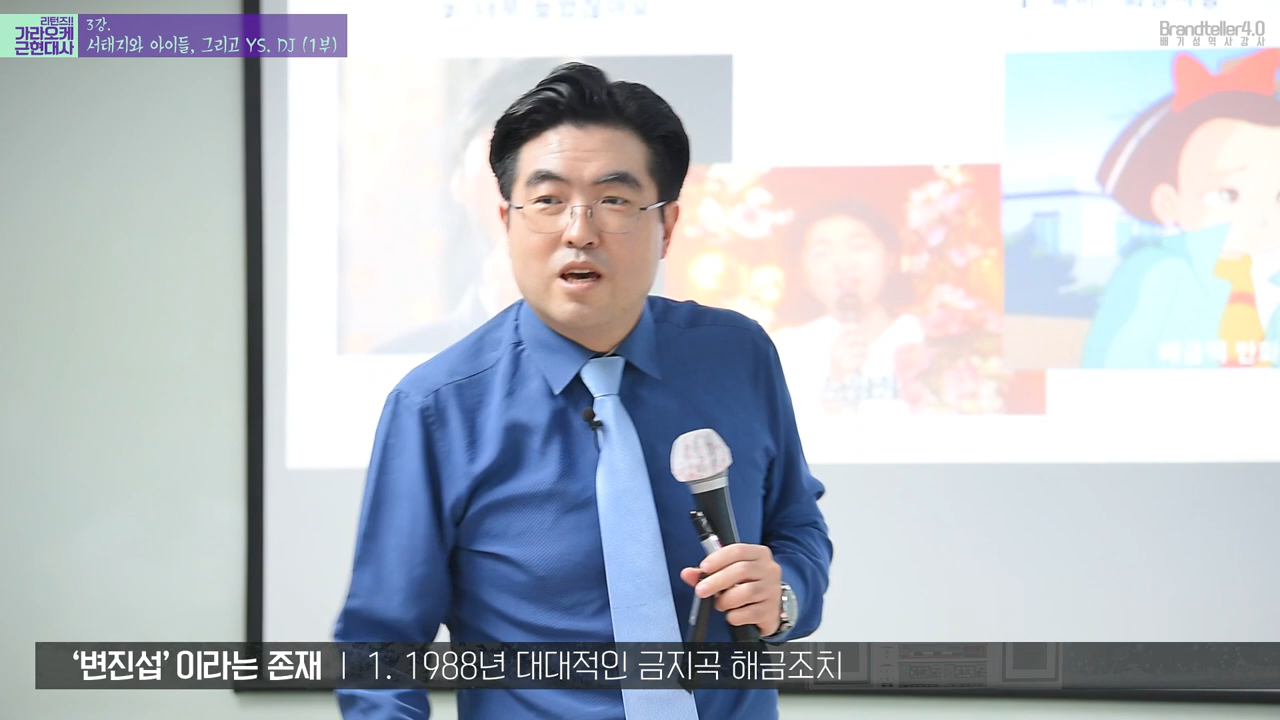 리턴즈!!
가라오케
근현대사
3강.
서태지와 아이들, 그리고 YS. DJ (1부)
Brandteller4.0
배기성역사강사
‘변진섭’ 이라는 존재 | 1. 1988년 대대적인 금지곡 해금조치